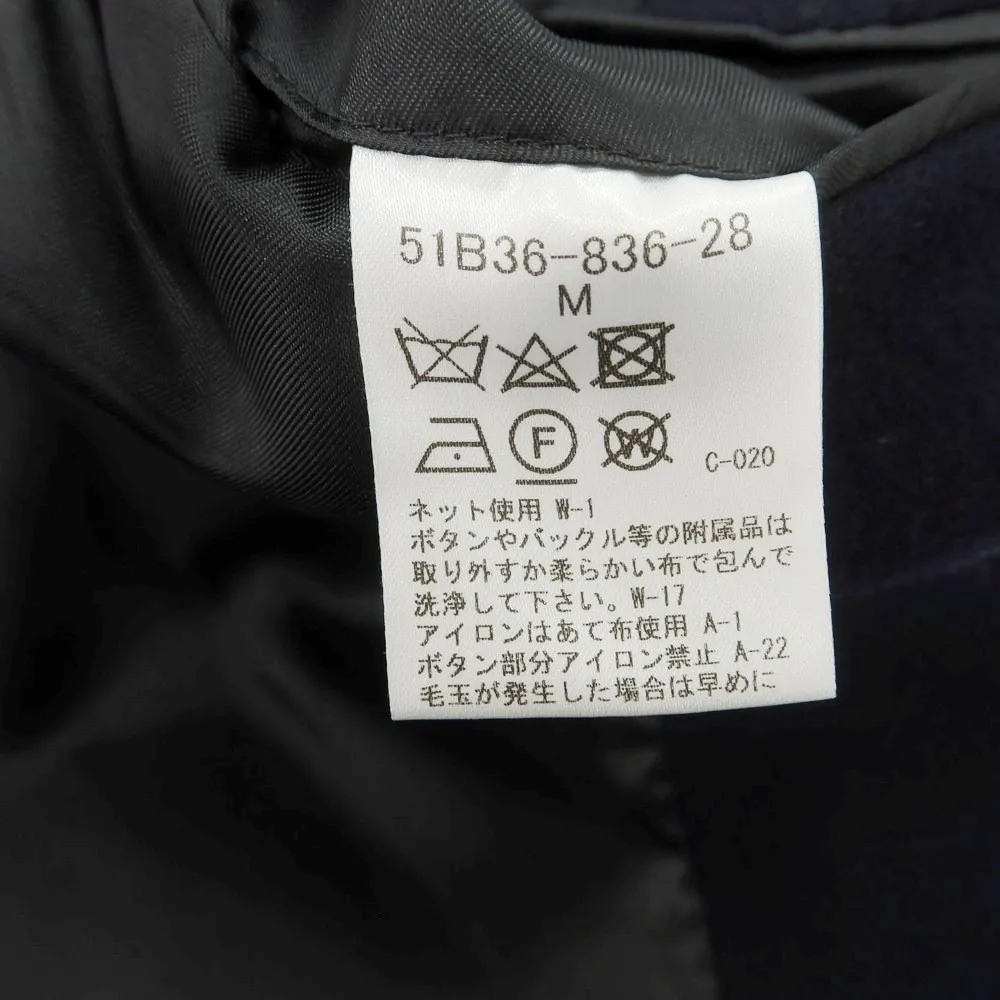 51B36-836-28
M
F W C-020
ネット使用 W-1
ボタンやバックル等の附属品は
取り外すか柔らかい布で包んで
洗浄して下さい。W-17
アイロンはあて布使用 A-1
ボタン部分アイロン禁止 A-22
毛玉が発生した場合は早めに